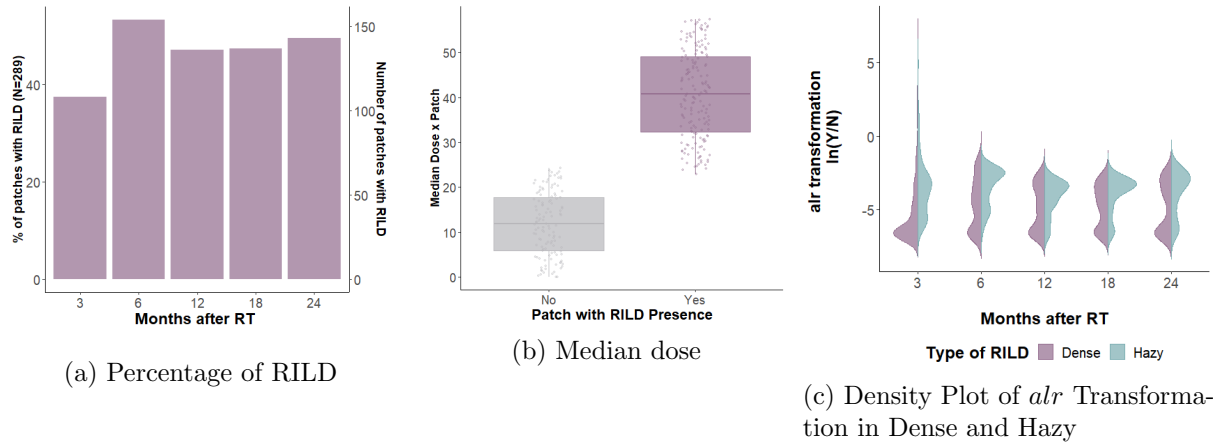 % of patches with RILD (N=289)
40
20
0
3
6
12
18
24
Months after RT
150
100
50
0
Number of patches with RILD
(a) Percentage of RILD
Median Dose x Patch
50
40
30
20
10
0
No
Yes
Patch with RILD Presence
(b) Median dose
alr transformation
ln(Y/N)
5
0
-5
3
6
12
18
24
Months after RT
Type of RILD Dense Hazy
(c) Density Plot of alr Transforma-
tion in Dense and Hazy